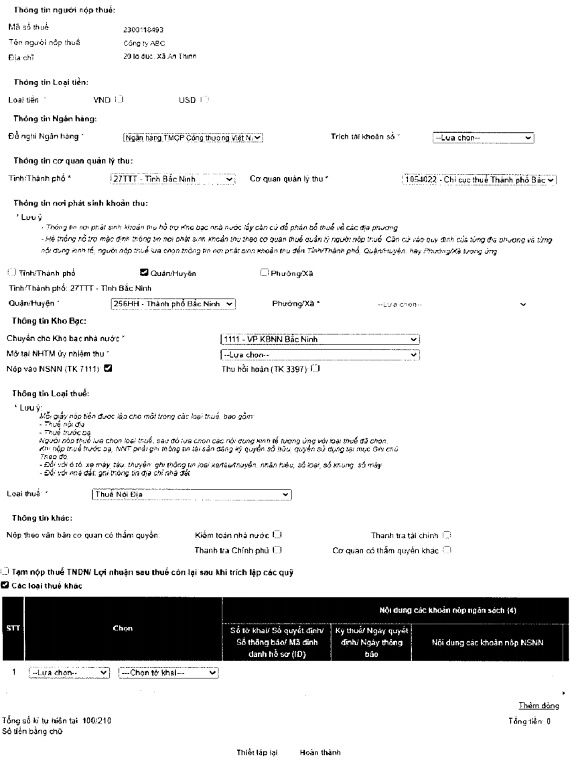 Thông tin người nộp thuế:
Mã số thuế 2300118493
Tên người nộp thuế Công ty ABC
Địa chỉ 29 lô đúc, Xã An Thịnh
Thông tin Loại tiền:
Loại tiền * VND USD
Thông tin Ngân hàng:
Đề nghị Ngân hàng * Ngân hàng TMCP Công thương Việt N Trích tài khoản số * --Lựa chọn--
Thông tin cơ quan quản lý thu:
Tỉnh/Thành phố * 27TTT - Tỉnh Bắc Ninh Cơ quan quản lý thu * 1054022 - Chi cục thuế Thành phố Bắc
Thông tin nơi phát sinh khoản thu:
* Lưu ý
- Thông tin nơi phát sinh khoản thu hỗ trợ Kho bạc nhà nước lấy căn cứ để phân bổ thuế về các địa phương
- Hệ thống hỗ trợ mặc định thông tin nơi phát sinh khoản thu theo cơ quan thuế quản lý người nộp thuế. Căn cứ vào quy định của từng địa phương và từng
nội dung kinh tế, người nộp thuế lựa chọn thông tin nơi phát sinh khoản thu đến Tỉnh/Thành phố, Quận/Huyện, hay Phường/Xã tương ứng
Tỉnh/Thành phố Quận/Huyện Phường/Xã
Tỉnh/Thành phố: 27TTT - Tỉnh Bắc Ninh
Quận/Huyện * 256HH - Thành phố Bắc Ninh Phường/Xã * --Lựa chọn--
Thông tin Kho Bạc:
Chuyển cho Kho bạc nhà nước * 1111 - VP KBNN Bắc Ninh
Mở tại NHTM ủy nhiệm thu * --Lựa chọn--
Nộp vào NSNN (TK 7111) Thu hồi hoàn (TK 3397)
Thông tin Loại thuế:
* Lưu ý:
Mỗi giấy nộp tiền được lập cho một trong các loại thuế, bao gồm:
- Thuế nội địa
- Thuế trước bạ
Người nộp thuế lựa chọn loại thuế, sau đó lựa chọn các nội dung kinh tế tương ứng với loại thuế đã chọn.
Khi nộp thuế trước bạ, NNT phải ghi thông tin tài sản đăng ký quyền sở hữu, quyền sử dụng tại mục Ghi chú
Theo đó:
- Đối với ô tô, xe máy, tàu, thuyền: ghi thông tin loại xe/tàu/thuyền, nhãn hiệu, số loại, số khung, số máy
- Đối với nhà đất: ghi thông tin địa chỉ nhà đất
Loại thuế: * Thuế Nội Địa
Thông tin khác:
Nộp theo văn bản cơ quan có thẩm quyền: Kiểm toán nhà nước Thanh tra tài chính
Thanh tra Chính phủ Cơ quan có thẩm quyền khác
Tạm nộp thuế TNDN/ Lợi nhuận sau thuế còn lại sau khi trích lập các quỹ
Các loại thuế khác
Nội dung các khoản nộp ngân sách (4)
STT Chọn Số tờ khai/ Số quyết định/ Số thông báo/ Mã định danh hồ sơ (ID) Kỳ thuế/ Ngày quyết định/ Ngày thông báo Nội dung các khoản nộp NSNN
1 --Lựa chọn-- ---Chọn tờ khai---
Thêm dòng
Tổng số kí tự hiện tại: 100/210 Tổng tiền: 0
Số tiền bằng chữ
Thiết lập lại Hoàn thành